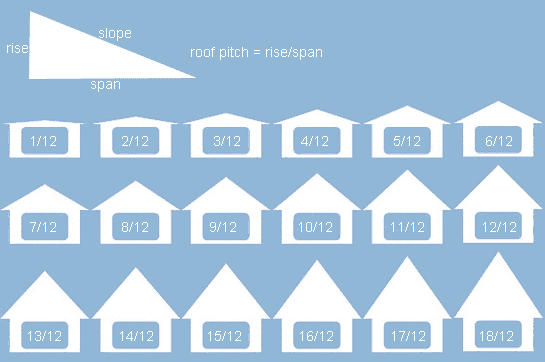 slope
rise
roof pitch = rise/span
span
1/12 2/12 3/12 4/12 5/12 6/12
7/12 8/12 9/12 10/12 11/12 12/12
13/12 14/12 15/12 16/12 17/12 18/12